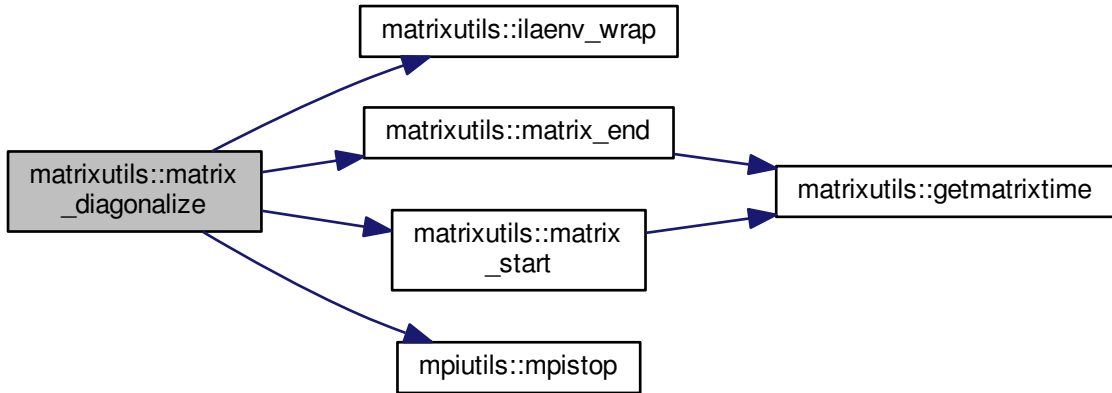 matrixutils::ilaenv_wrap
matrixutils::matrix_end
matrixutils::matrix
_diagonalize
matrixutils::getmatrixtime
matrixutils::matrix
_start
mpiutils::mpistop